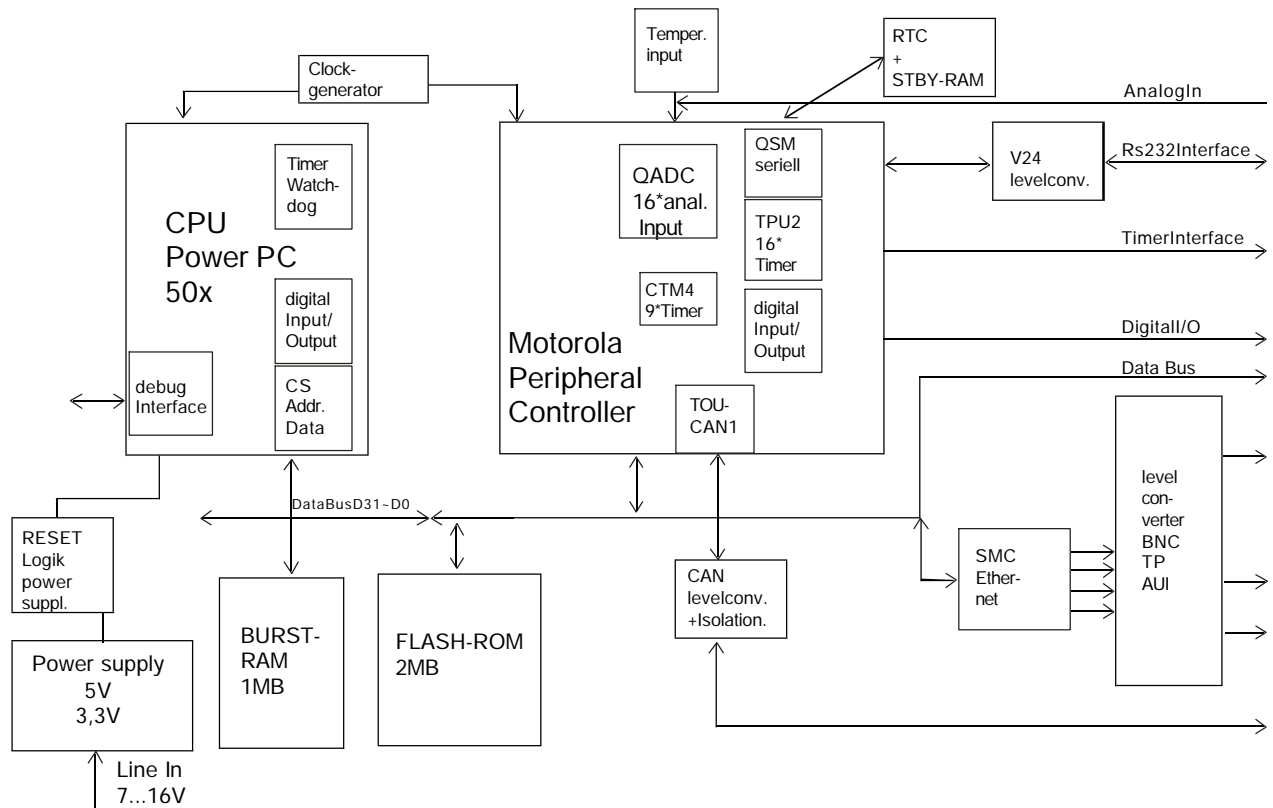 Temper.
input
RTC
+
STBY-RAM
Clock-
generator
AnalogIn
Timer
Watch-
dog
CPU
Power PC
50x
digital
Input/
Output
debug
Interface
CS
Addr.
Data
QADC
16*anal.
Input
QSM
seriell
TPU2
16*
Timer
CTM4
9*Timer
digital
Input/
Output
Motorola
Peripheral
Controller
TOU-
CAN1
V24
levelconv.
Rs232Interface
TimerInterface
DigitalI/O
Data Bus
DataBusD31~D0
RESET
Logik
power
suppl.
Power supply
5V
3,3V
Line In
7...16V
BURST-
RAM
1MB
FLASH-ROM
2MB
CAN
levelconv.
+Isolation.
SMC
Ether-
net
level
con-
verter
BNC
TP
AUI